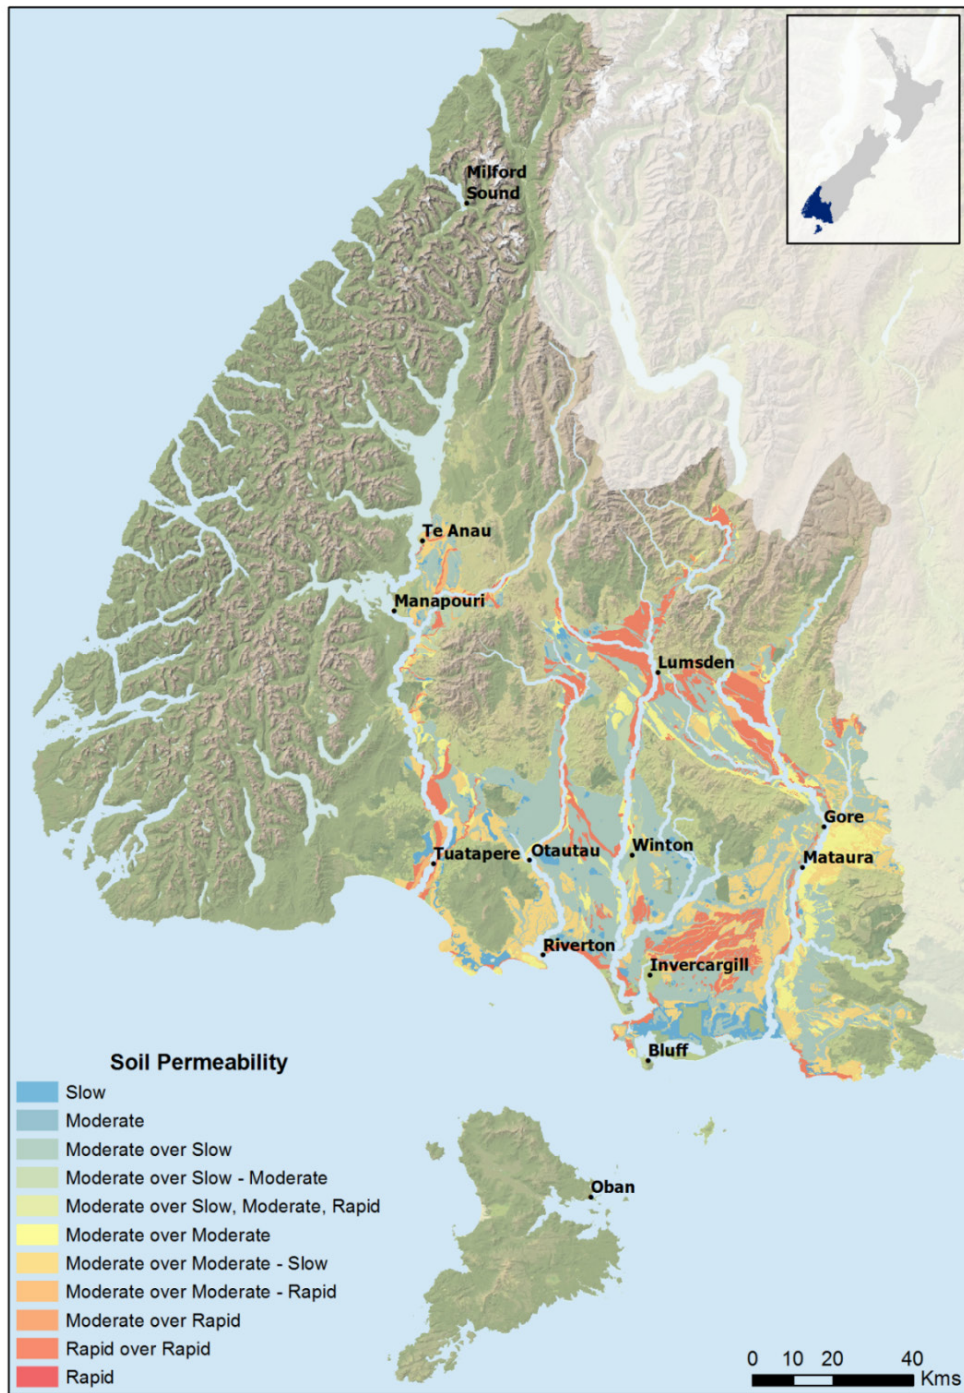 Milford
Sound
Te Anau
Manapouri
Lumsden
Gore
Tuatapere
Otautau
Winton
Mataura
Riverton
Invercargill
Bluff
Oban
Soil Permeability
Slow
Moderate
Moderate over Slow
Moderate over Slow - Moderate
Moderate over Slow, Moderate, Rapid
Moderate over Moderate
Moderate over Moderate - Slow
Moderate over Moderate - Rapid
Moderate over Rapid
Rapid over Rapid
Rapid
0 10 20 40
Kms